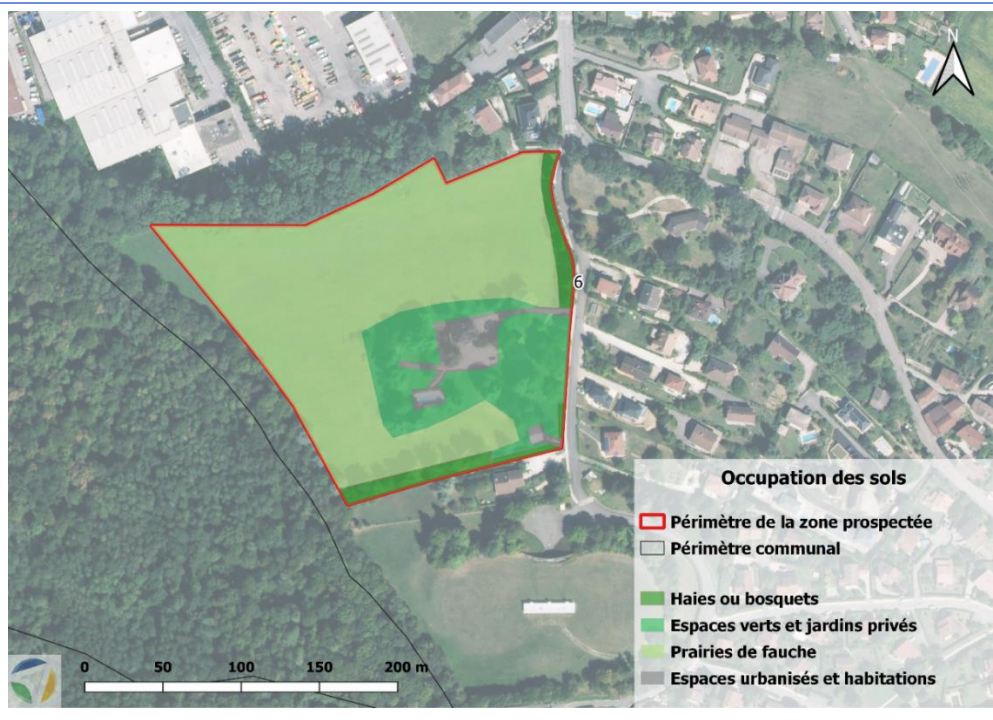 N
6
Occupation des sols
Périmètre de la zone prospectée
Périmètre communal
Haies ou bosquets
Espaces verts et jardins privés
Prairies de fauche
Espaces urbanisés et habitations
0 50 100 150 200 m